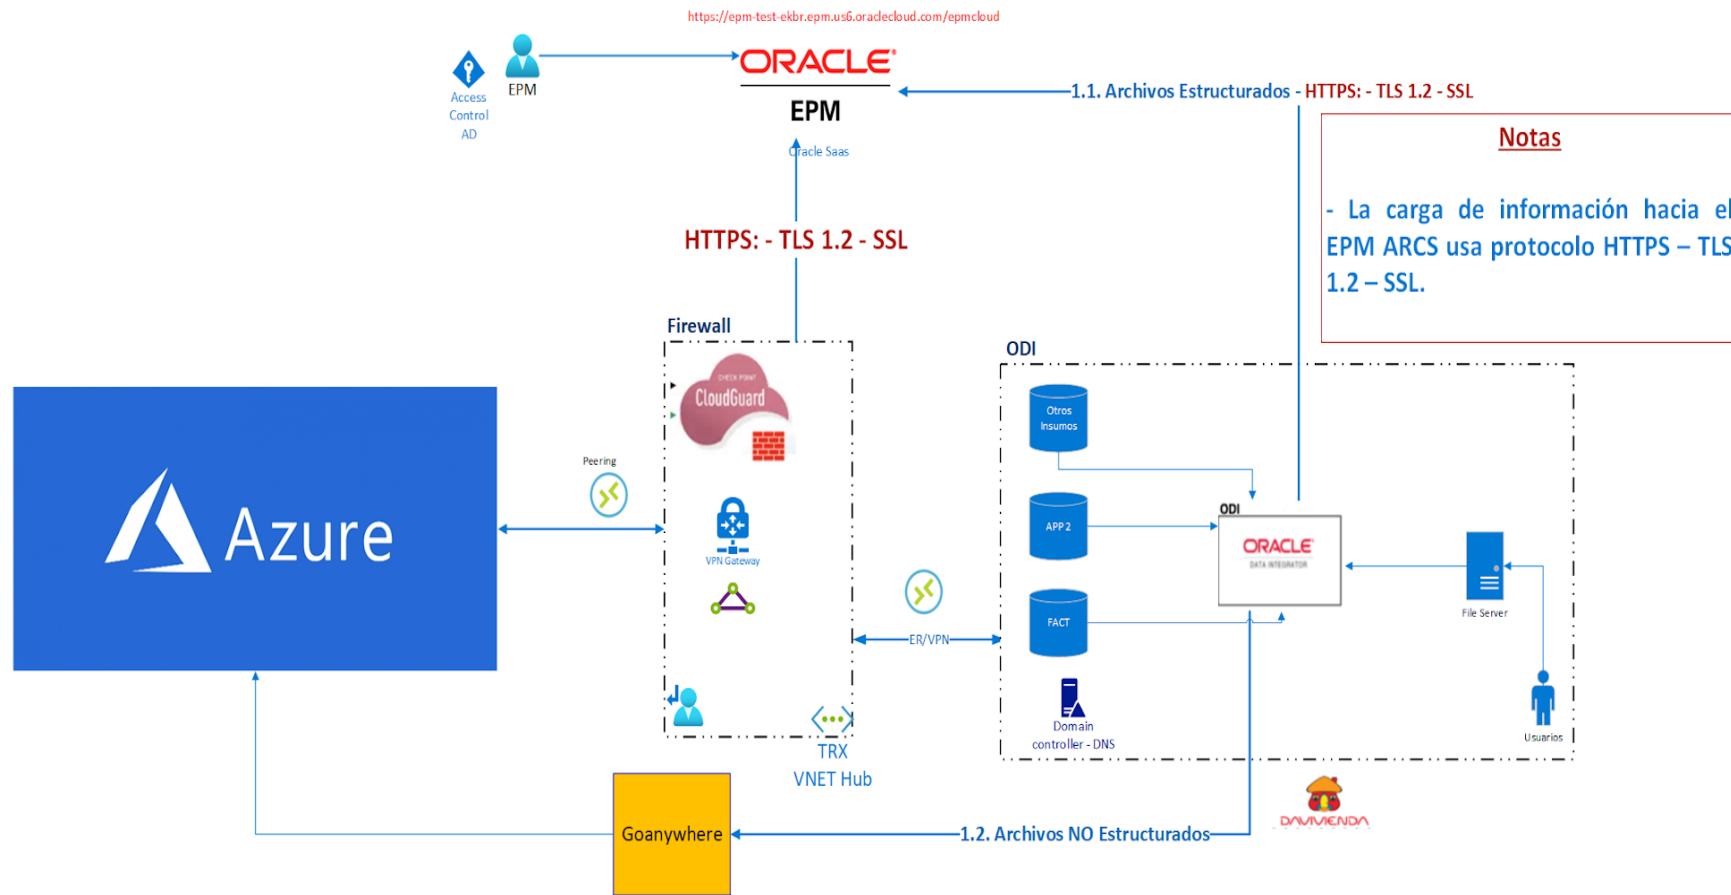 https://epm-test-ekbr.epm.us6.oraclecloud.com/epmcloud
ORACLE®
EPM
Oracle Saas
Access
Control
AD
EPM
1.1. Archivos Estructurados - HTTPS: - TLS 1.2 - SSL
Notas
- La carga de información hacia el
EPM ARCS usa protocolo HTTPS – TLS
1.2 – SSL.
HTTPS: - TLS 1.2 - SSL
Firewall
CHECK POINT
CloudGuard
VPN Gateway
TRX
VNET Hub
Azure
Peering
ER/VPN
ODI
Otros
Insumos
APP 2
FACT
ODI
ORACLE
DATA INTEGRATOR
File Server
Usuarios
Domain
controller - DNS
DAVIVIENDA
Goanywhere
1.2. Archivos NO Estructurados